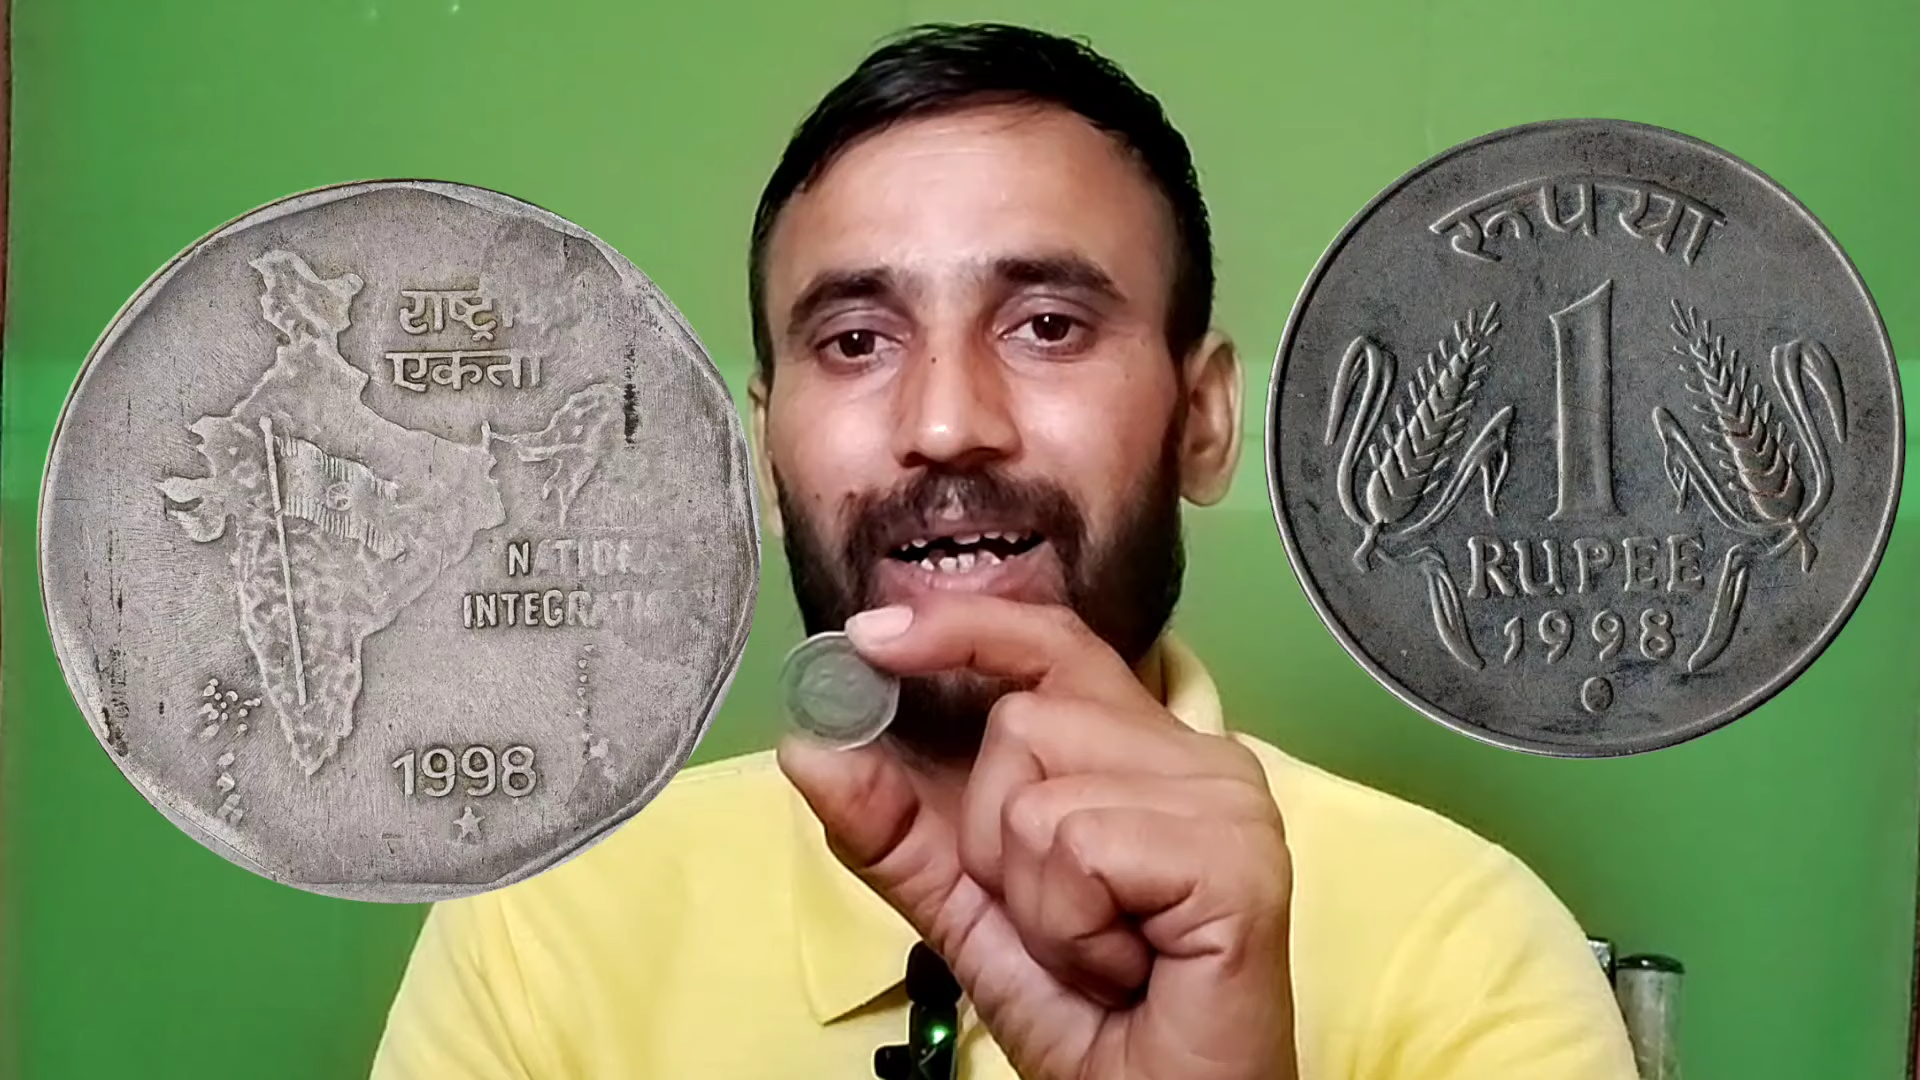 राष्ट्रीय
एकता
NATIONAL
INTEGRATION
1998
रूपया
1
RUPEE
1998